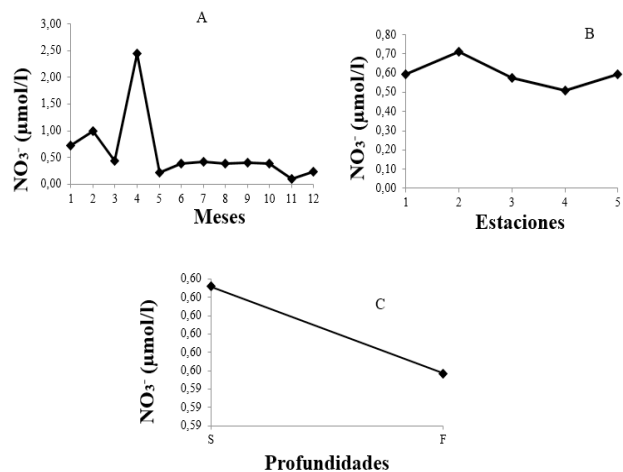 A
NO₃⁻ (µmol/l)
3,00
2,50
2,00
1,50
1,00
0,50
0,00
1 2 3 4 5 6 7 8 9 10 11 12
Meses
B
NO₃⁻ (µmol/l)
0,80
0,70
0,60
0,50
0,40
0,30
0,20
0,10
0,00
1 2 3 4 5
Estaciones
C
NO₃⁻ (µmol/l)
0,60
0,60
0,60
0,60
0,60
0,60
0,59
0,59
0,59
S F
Profundidades